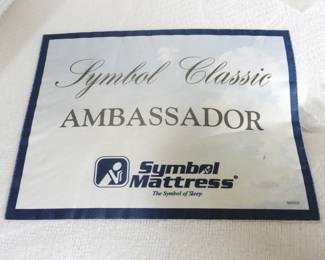 Symbol Classic
AMBASSADOR
Symbol
Mattress®
The Symbol of Sleep